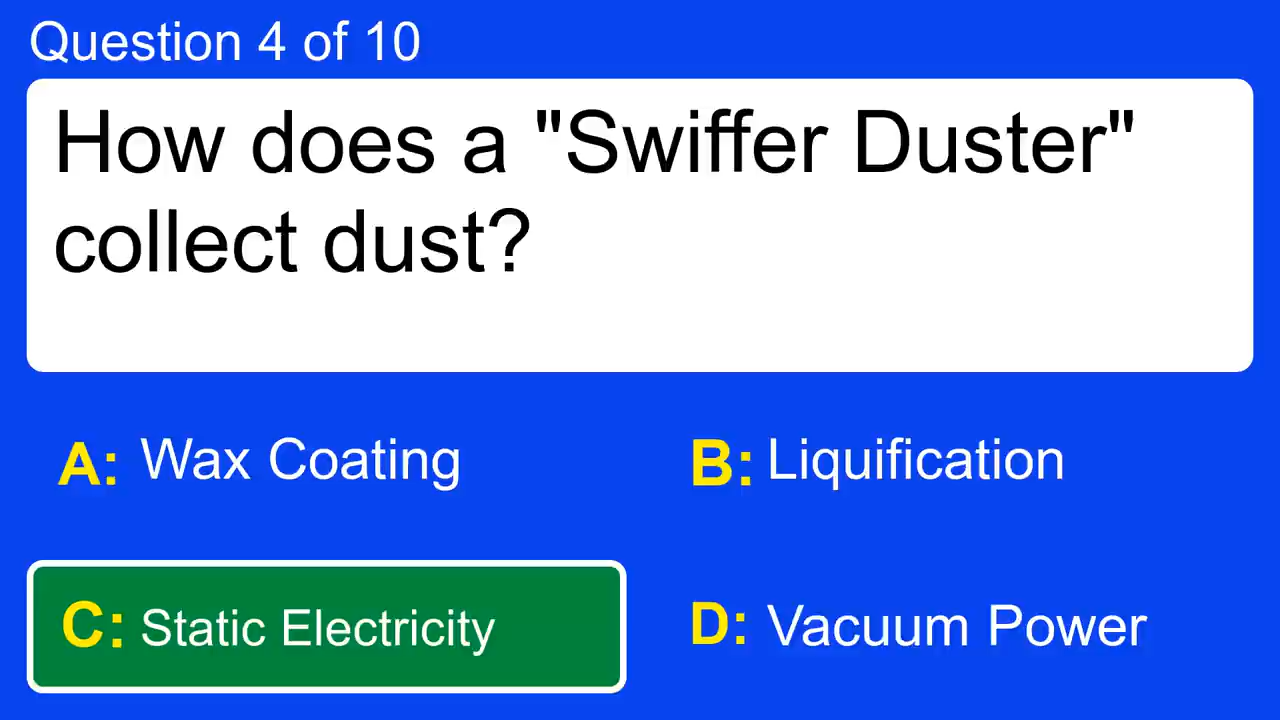 Question 4 of 10
How does a "Swiffer Duster"
collect dust?
A: Wax Coating
B: Liquification
C: Static Electricity
D: Vacuum Power